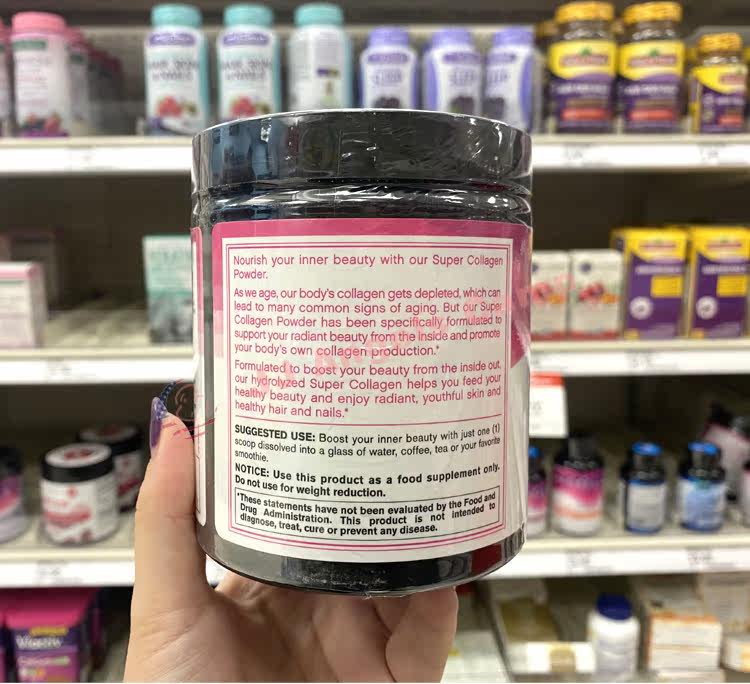 Nourish your inner beauty with our Super Collagen
Powder.
As we age, our body's collagen gets depleted, which can
lead to many common signs of aging. But our Super
Collagen Powder has been specifically formulated to
support your radiant beauty from the inside and promote
your body's own collagen production.*
Formulated to boost your beauty from the inside out,
our hydrolyzed Super Collagen helps you feed your
healthy beauty and enjoy radiant, youthful skin and
healthy hair and nails.*
SUGGESTED USE: Boost your inner beauty with just one (1)
scoop dissolved into a glass of water, coffee, tea or your favorite
smoothie.
NOTICE: Use this product as a food supplement only.
Do not use for weight reduction.
*These statements have not been evaluated by the Food and
Drug Administration. This product is not intended to
diagnose, treat, cure or prevent any disease.